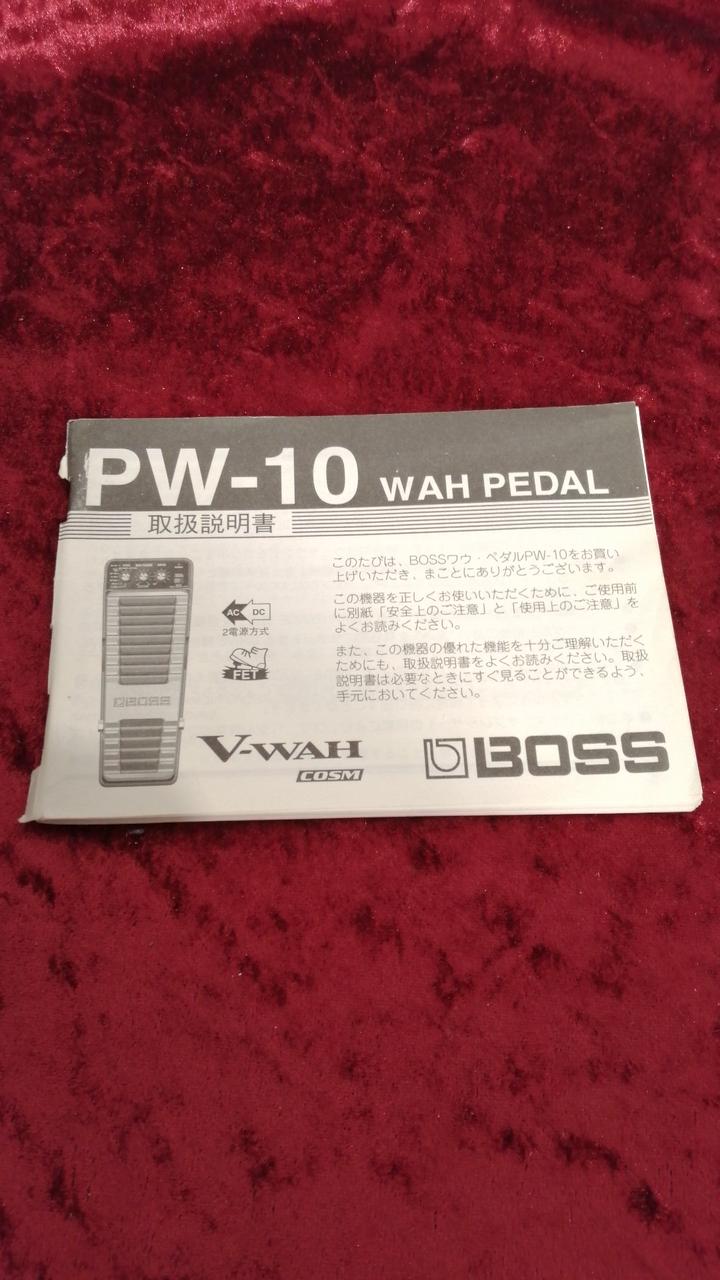 PW-10 WAH PEDAL
取扱説明書
このたびは、BOSSワウ・ペダルPW-10をお買い
上げいただき、まことにありがとうございます。
この機器を正しくお使いいただくために、ご使用前
に別紙「安全上のご注意」と「使用上のご注意」を
よくお読みください。
また、この機器の優れた機能を十分ご理解いただく
ためにも、取扱説明書をよくお読みください。取扱
説明書は必要なときにすぐ見ることができるよう、
手元においてください。
AC DC
2電源方式
FET
BOSS
V-WAH
COSM
BOSS